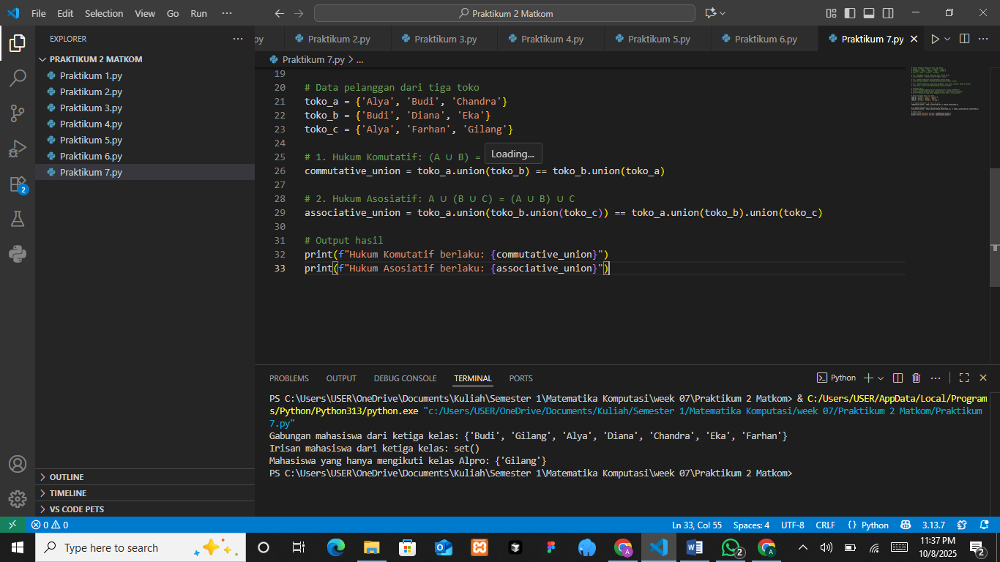 File Edit Selection View Go Run ···
Praktikum 2 Matkom
EXPLORER
PRAKTIKUM 2 MATKOM
Praktikum 1.py
Praktikum 2.py
Praktikum 3.py
Praktikum 4.py
Praktikum 5.py
Praktikum 6.py
Praktikum 7.py
OUTLINE
TIMELINE
VS CODE PETS
2
py Praktikum 2.py Praktikum 3.py Praktikum 4.py Praktikum 5.py Praktikum 6.py Praktikum 7.py
Praktikum 7.py > ...
19
20 # Data pelanggan dari tiga toko
21 toko_a = {'Alya', 'Budi', 'Chandra'}
22 toko_b = {'Budi', 'Diana', 'Eka'}
23 toko_c = {'Alya', 'Farhan', 'Gilang'}
24
25 # 1. Hukum Komutatif: (A ∪ B) =
Loading...
26 commutative_union = toko_a.union(toko_b) == toko_b.union(toko_a)
27
28 # 2. Hukum Asosiatif: A ∪ (B ∪ C) = (A ∪ B) ∪ C
29 associative_union = toko_a.union(toko_b.union(toko_c)) == toko_a.union(toko_b).union(toko_c)
30
31 # Output hasil
32 print(f"Hukum Komutatif berlaku: {commutative_union}")
33 print(f"Hukum Asosiatif berlaku: {associative_union}")
PROBLEMS OUTPUT DEBUG CONSOLE TERMINAL PORTS
Python
PS C:\Users\USER\OneDrive\Documents\Kuliah\Semester 1\Matematika Komputasi\week 07\Praktikum 2 Matkom> & C:/Users/USER/AppData/Local/Program
s/Python/Python313/python.exe "c:/Users/USER/OneDrive/Documents/Kuliah/Semester 1/Matematika Komputasi/week 07/Praktikum 2 Matkom/Praktikum
7.py"
Gabungan mahasiswa dari ketiga kelas: {'Budi', 'Gilang', 'Alya', 'Diana', 'Chandra', 'Eka', 'Farhan'}
Irisan mahasiswa dari ketiga kelas: set()
Mahasiswa yang hanya mengikuti kelas Alpro: {'Gilang'}
PS C:\Users\USER\OneDrive\Documents\Kuliah\Semester 1\Matematika Komputasi\week 07\Praktikum 2 Matkom>
0 0
Ln 33, Col 55 Spaces: 4 UTF-8 CRLF {} Python 3.13.7
Type here to search
A
2
A
11:37 PM
10/8/2025
2